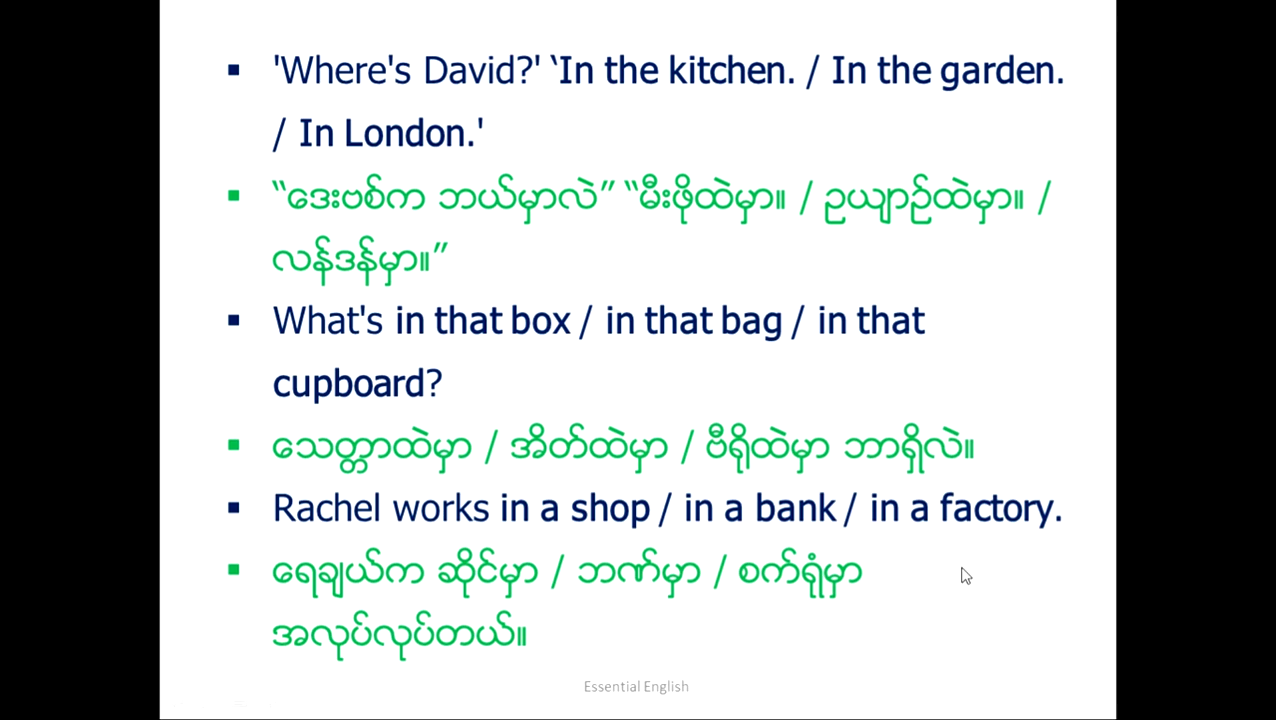 ▪ 'Where's David?' ‘In the kitchen. / In the garden.
/ In London.'
▪ “ဒေးဗစ်က ဘယ်မှာလဲ” “မီးဖိုထဲမှာ။ / ဥယျာဉ်ထဲမှာ။ /
လန်ဒန်မှာ။”
▪ What's in that box / in that bag / in that
cupboard?
▪ သေတ္တာထဲမှာ / အိတ်ထဲမှာ / ဗီရိုထဲမှာ ဘာရှိလဲ။
▪ Rachel works in a shop / in a bank / in a factory.
▪ ရေချယ်က ဆိုင်မှာ / ဘဏ်မှာ / စက်ရုံမှာ
အလုပ်လုပ်တယ်။
Essential English